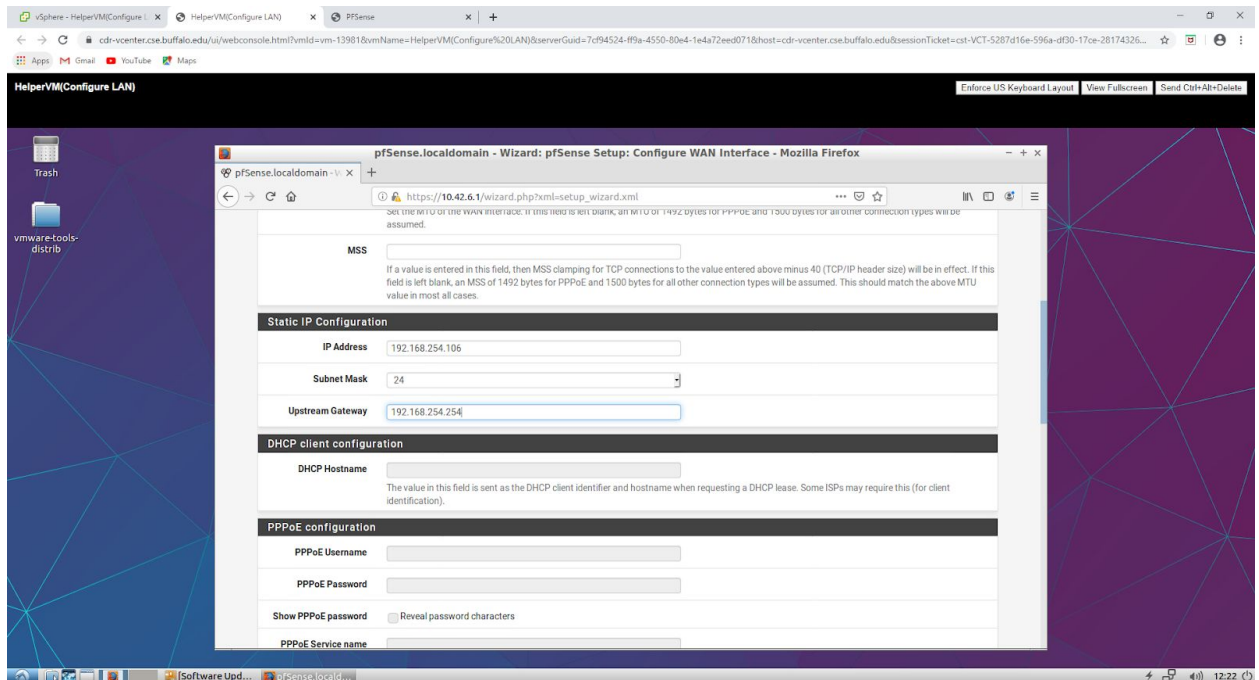 vSphere - HelperVM(Configure L
HelperVM(Configure LAN)
PFSense
cdr-vcenter.cse.buffalo.edu/ui/webconsole.html?vmId=vm-13981&vmName=HelperVM(Configure%20LAN)&serverGuid=7cf94524-ff9a-4550-80e4-1e4a72eed071&host=cdr-vcenter.cse.buffalo.edu&sessionTicket=cst-VCT-5287d16e-596a-df30-17ce-28174326...
Apps Gmail YouTube Maps
HelperVM(Configure LAN)
Enforce US Keyboard Layout View Fullscreen Send Ctrl+Alt+Delete
Trash
vmware-tools-
distrib
pfSense.localdomain - Wizard: pfSense Setup: Configure WAN Interface - Mozilla Firefox
pfSense.localdomain - W
https://10.42.6.1/wizard.php?xml=setup_wizard.xml
Set the MTU of the WAN interface. If this field is left blank, an MTU of 1492 bytes for PPPoE and 1500 bytes for all other connection types will be
assumed.
MSS
If a value is entered in this field, then MSS clamping for TCP connections to the value entered above minus 40 (TCP/IP header size) will be in effect. If this
field is left blank, an MSS of 1492 bytes for PPPoE and 1500 bytes for all other connection types will be assumed. This should match the above MTU
value in most all cases.
Static IP Configuration
IP Address 192.168.254.106
Subnet Mask 24
Upstream Gateway 192.168.254.254
DHCP client configuration
DHCP Hostname
The value in this field is sent as the DHCP client identifier and hostname when requesting a DHCP lease. Some ISPs may require this (for client
identification).
PPPoE configuration
PPPoE Username
PPPoE Password
Show PPPoE password Reveal password characters
PPPoE Service name
[Software Upd... pfSense.locald... 12:22